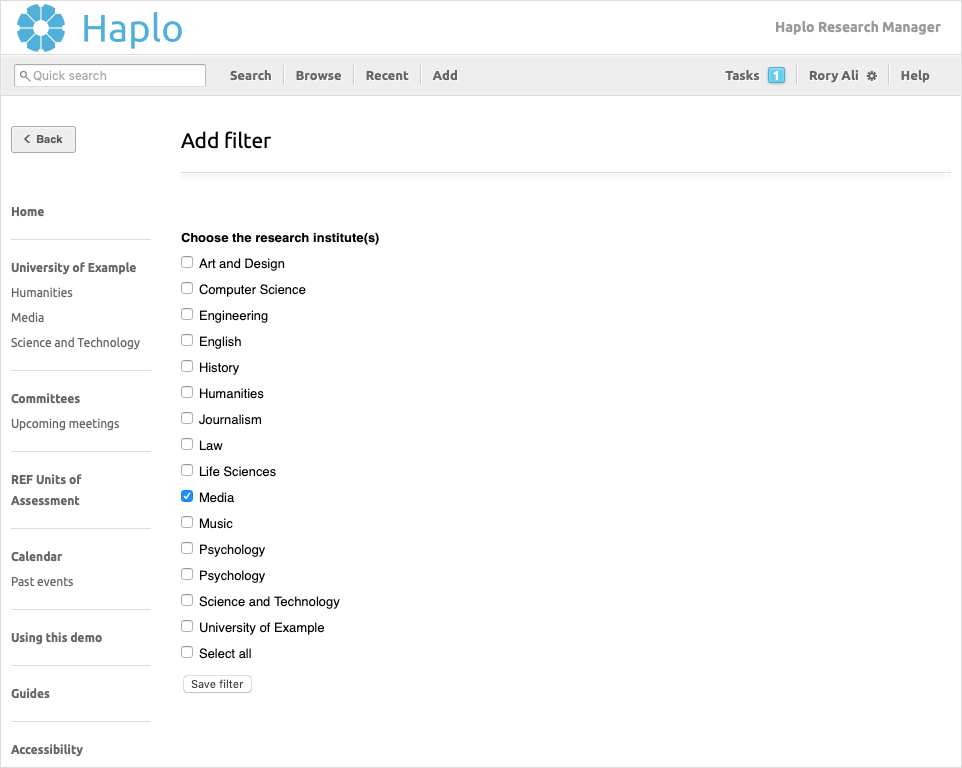 Haplo
Haplo Research Manager
Quick search
Search
Browse
Recent
Add
Tasks 1
Rory Ali
Help
Back
Add filter
Home
University of Example
Humanities
Media
Science and Technology
Committees
Upcoming meetings
REF Units of
Assessment
Calendar
Past events
Using this demo
Guides
Accessibility
Choose the research institute(s)
Art and Design
Computer Science
Engineering
English
History
Humanities
Journalism
Law
Life Sciences
Media
Music
Psychology
Psychology
Science and Technology
University of Example
Select all
Save filter